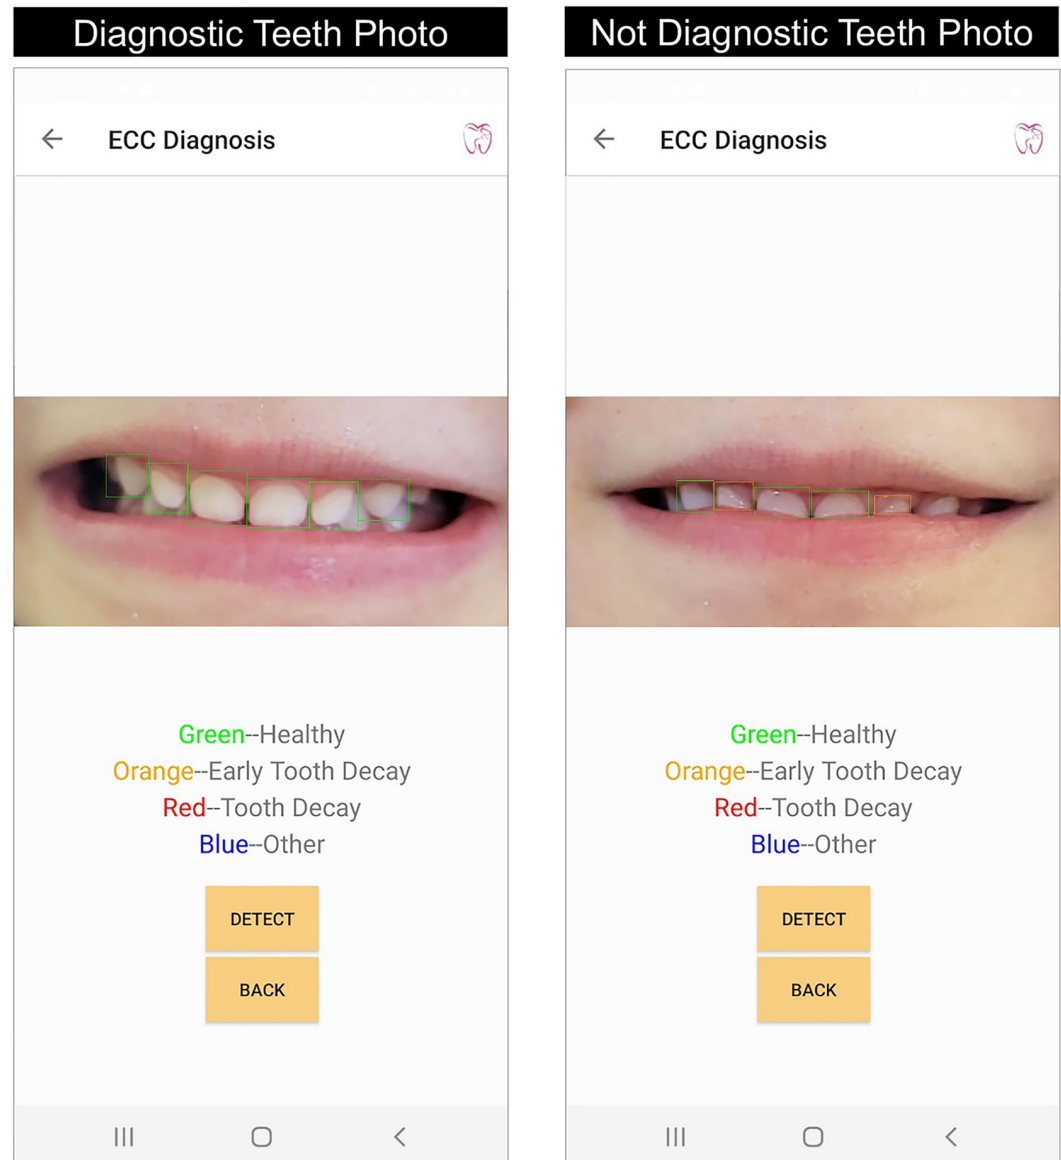 Diagnostic Teeth Photo
ECC Diagnosis
Green--Healthy
Orange--Early Tooth Decay
Red--Tooth Decay
Blue--Other
DETECT
BACK
Not Diagnostic Teeth Photo
ECC Diagnosis
Green--Healthy
Orange--Early Tooth Decay
Red--Tooth Decay
Blue--Other
DETECT
BACK